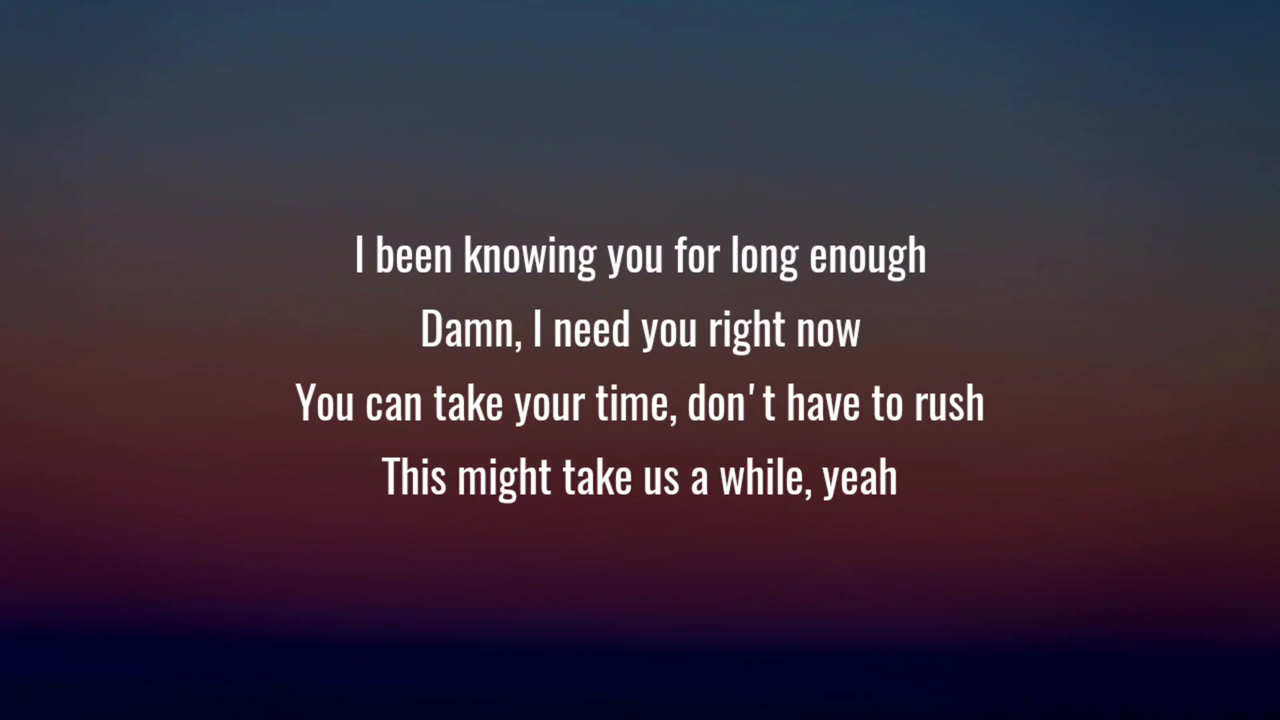 I been knowing you for long enough
Damn, I need you right now
You can take your time, don't have to rush
This might take us a while, yeah